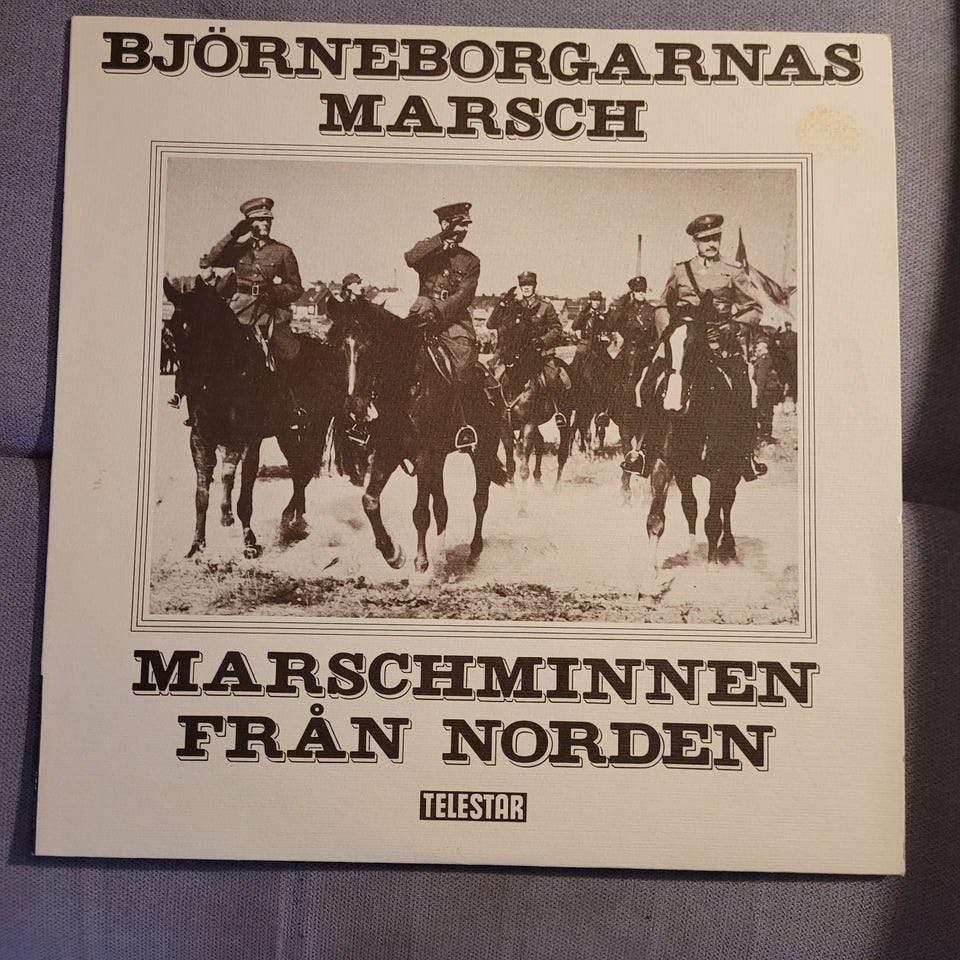 BJÖRNEBORGARNAS
MARSCH
MARSCHMINNEN
FRÅN NORDEN
TELESTAR